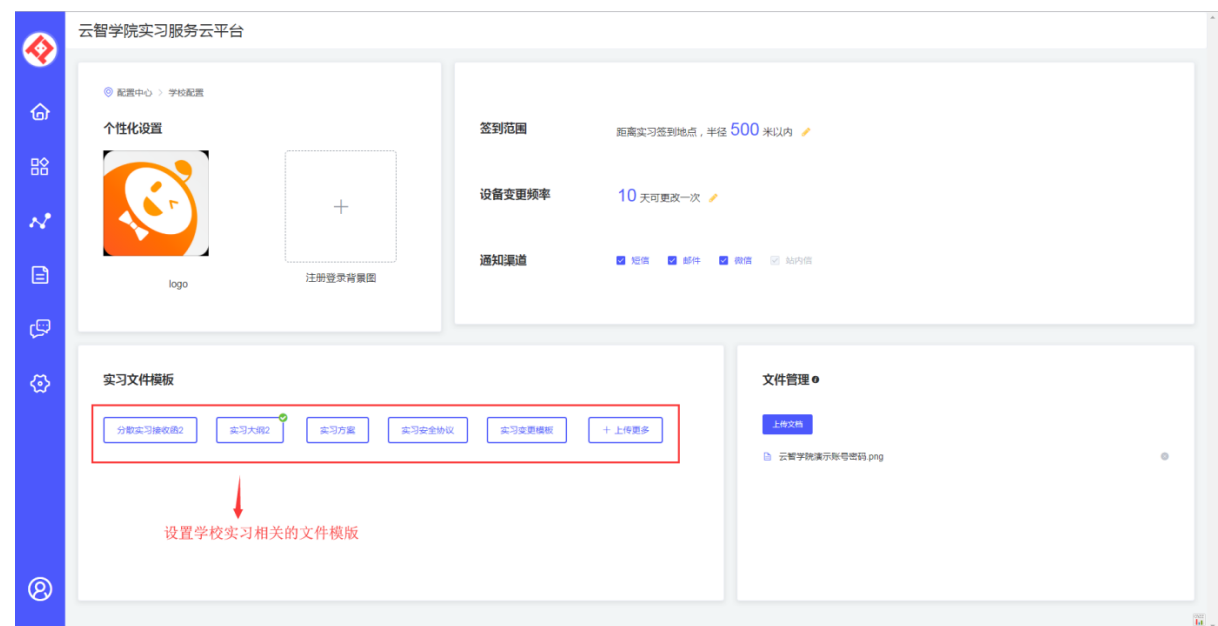 云智学院实习服务云平台
配置中心 > 学校配置
个性化设置
logo
注册登录背景图
签到范围
距离实习签到地点，半径 500 米以内
设备变更频率
10 天可更改一次
通知渠道
短信 邮件 微信 站内信
实习文件模板
分散实习接收函2 实习大纲2 实习方案 实习安全协议 实习变更模板 + 上传更多
设置学校实习相关的文件模版
文件管理
上传文档
云智学院演示账号密码.png